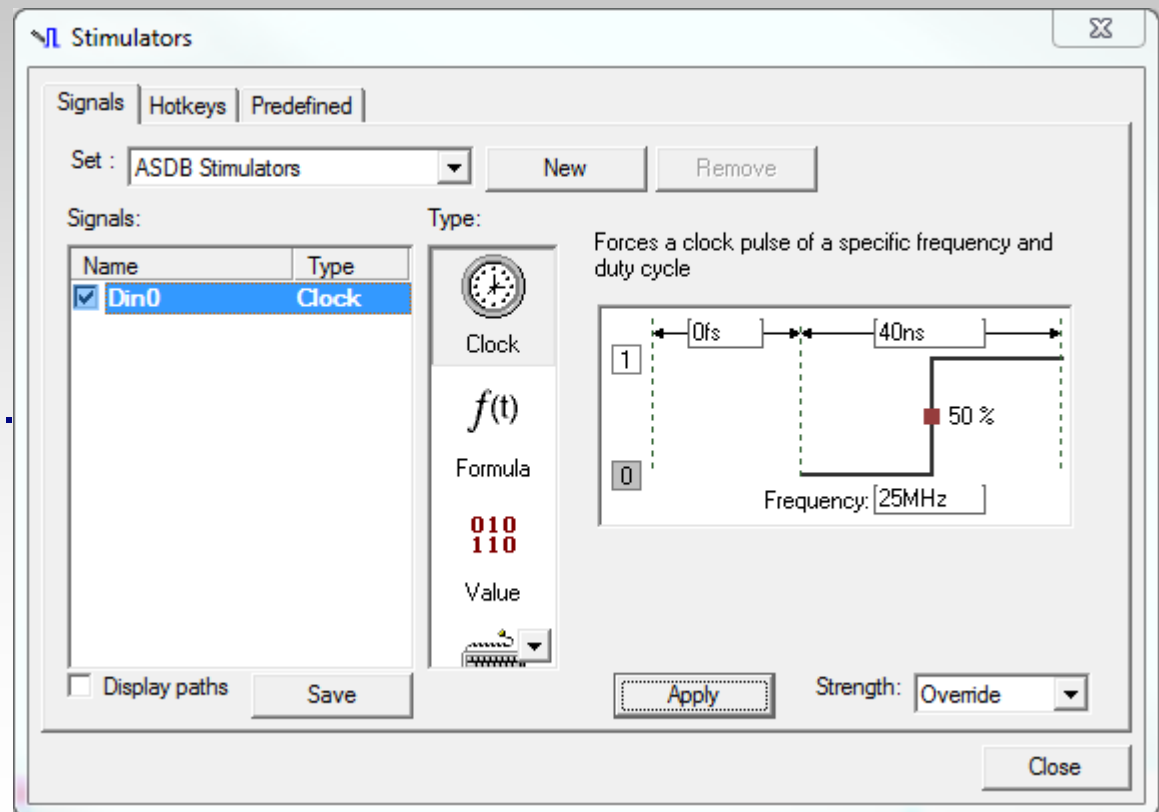 Stimulators
Signals
Hotkeys
Predefined
Set :
ASDB Stimulators
New
Remove
Signals:
Name
Type
Din0
Clock
Type:
Clock
f(t)
Formula
010
110
Value
Forces a clock pulse of a specific frequency and
duty cycle
0fs
40ns
1
50 %
0
Frequency: 25MHz
Display paths
Save
Apply
Strength:
Override
Close